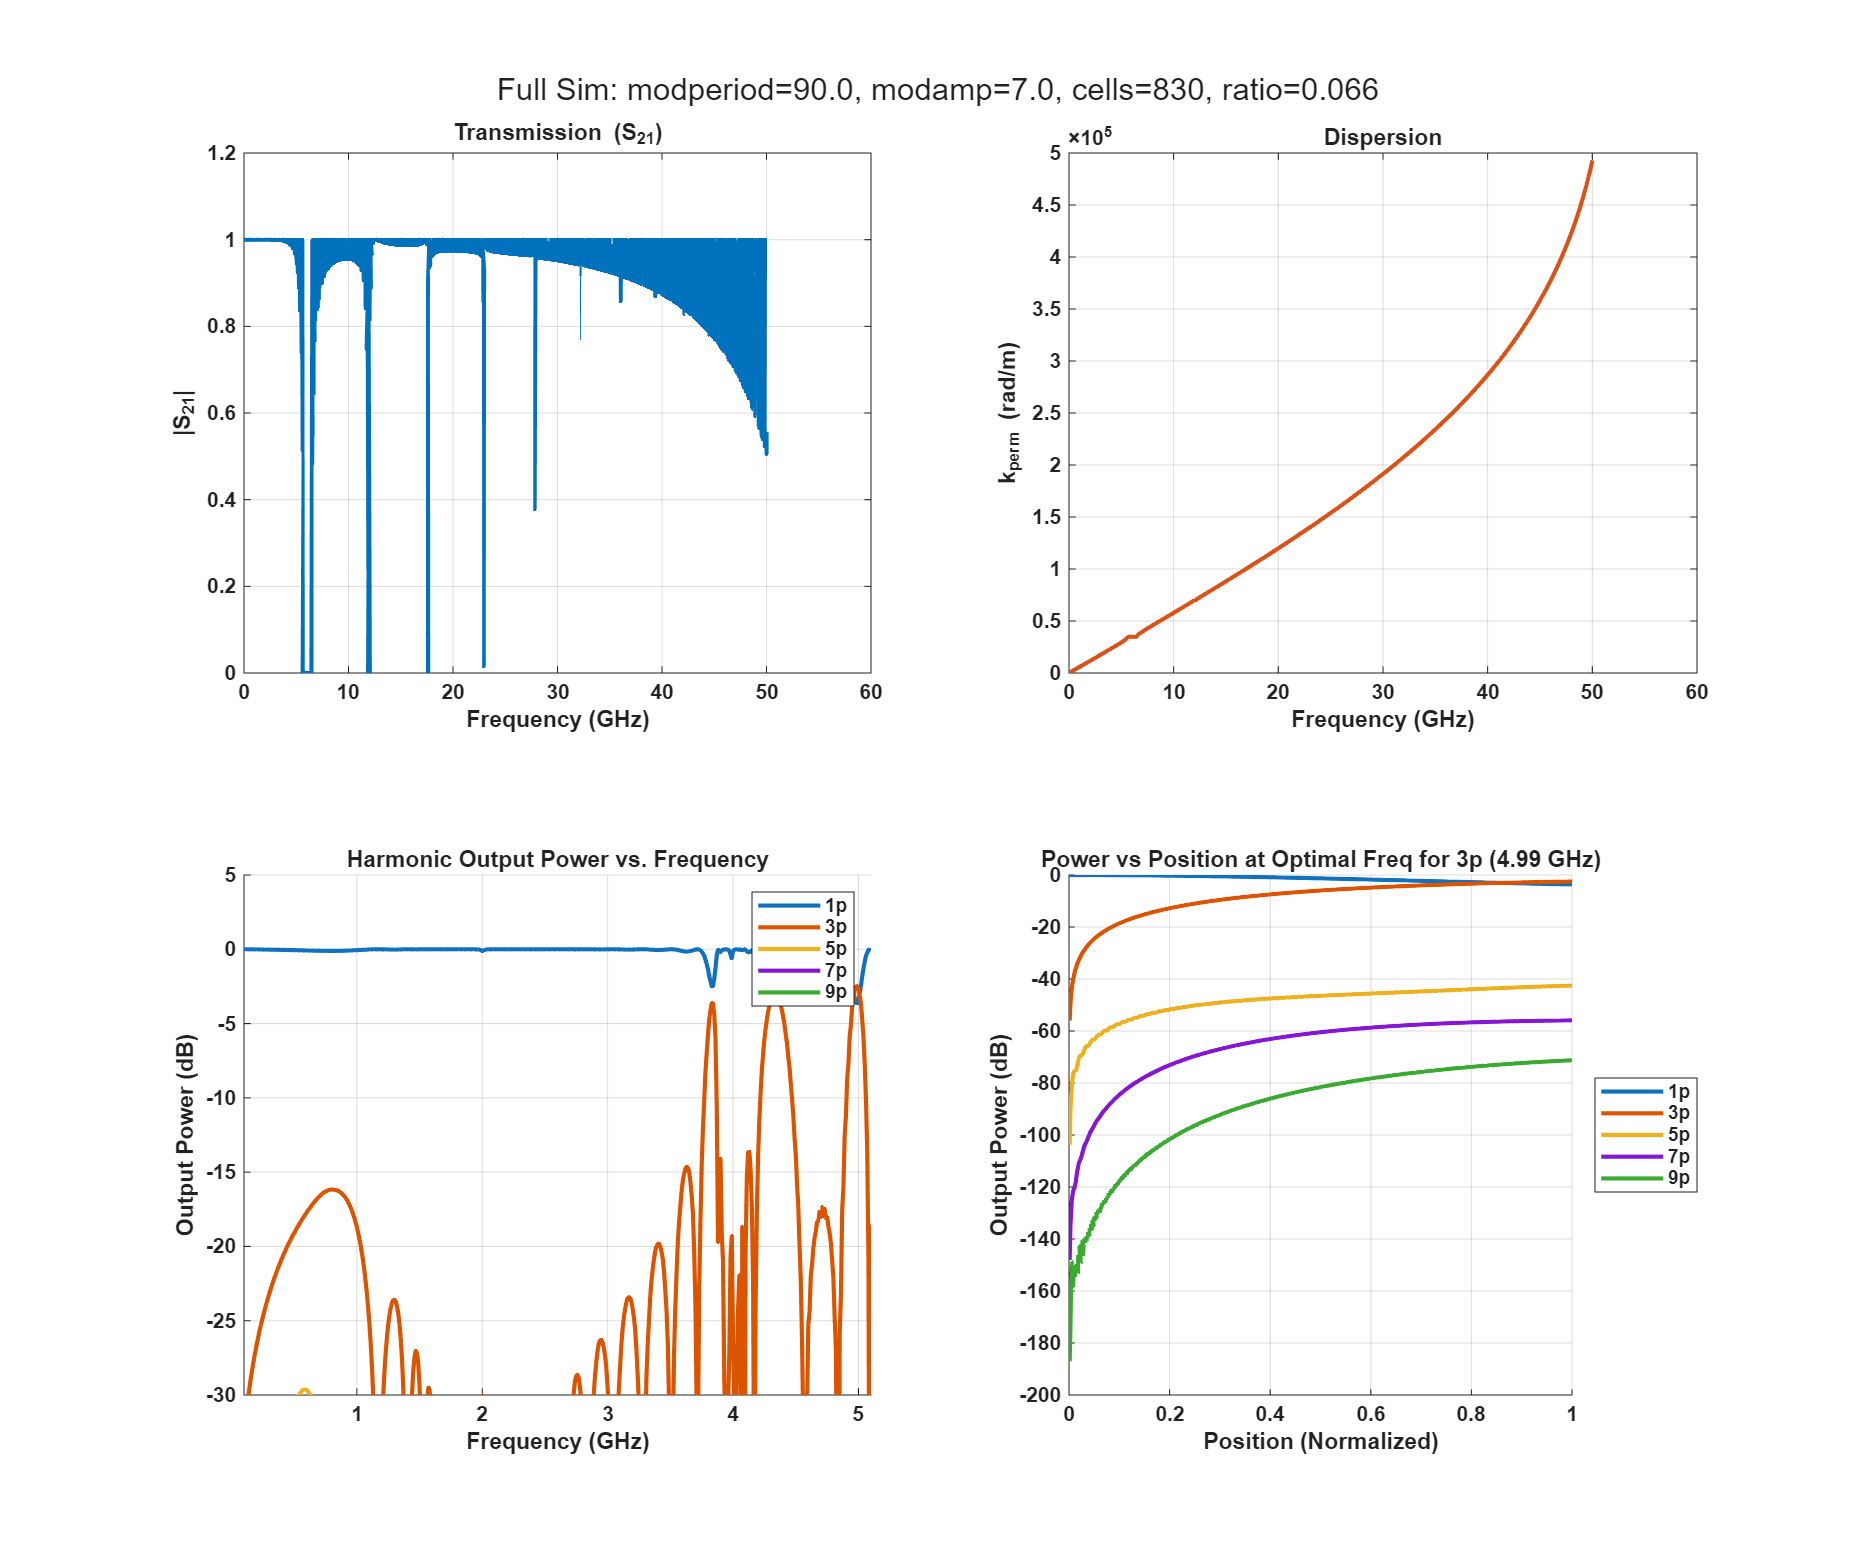 Full Sim: modperiod=90.0, modamp=7.0, cells=830, ratio=0.066
Transmission (S21)
1.2
1
0.8
0.6
0.4
0.2
0
|S21|
0 10 20 30 40 50 60
Frequency (GHz)
×10^5
Dispersion
5
4.5
4
3.5
3
2.5
2
1.5
1
0.5
0
kperm (rad/m)
0 10 20 30 40 50 60
Frequency (GHz)
Harmonic Output Power vs. Frequency
5
0
-5
-10
-15
-20
-25
-30
Output Power (dB)
1p
3p
5p
7p
9p
1 2 3 4 5
Frequency (GHz)
Power vs Position at Optimal Freq for 3p (4.99 GHz)
0
-20
-40
-60
-80
-100
-120
-140
-160
-180
-200
Output Power (dB)
0 0.2 0.4 0.6 0.8 1
Position (Normalized)
1p
3p
5p
7p
9p